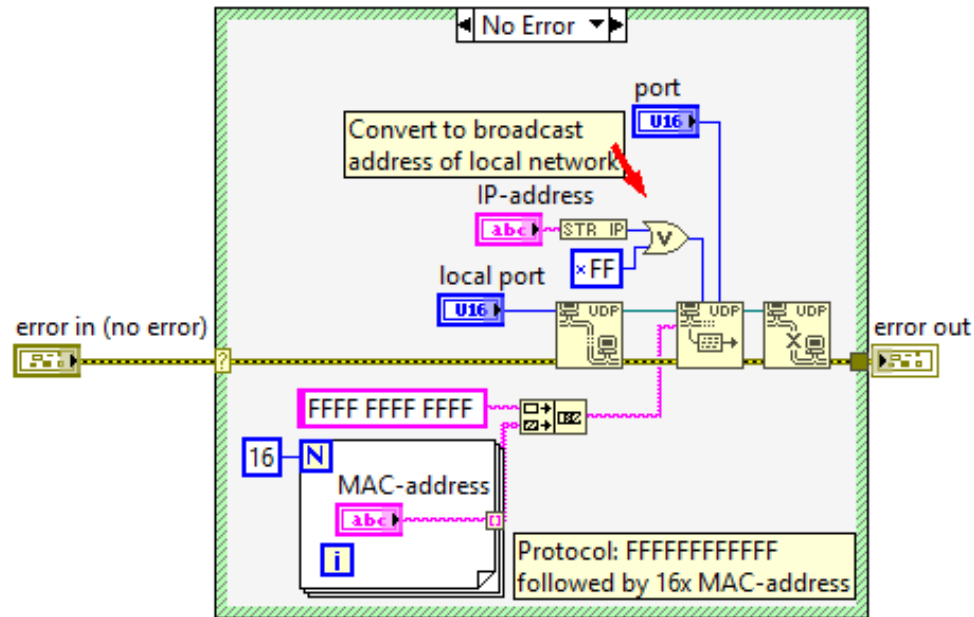 No Error
port
U16
Convert to broadcast
address of local network
IP-address
abc
STR IP
V
×FF
local port
U16
UDP
UDP
UDP
error in (no error)
?
error out
FFFF FFFF FFFF
16
N
MAC-address
abc
[]
i
Protocol: FFFFFFFFFFFF
followed by 16x MAC-address